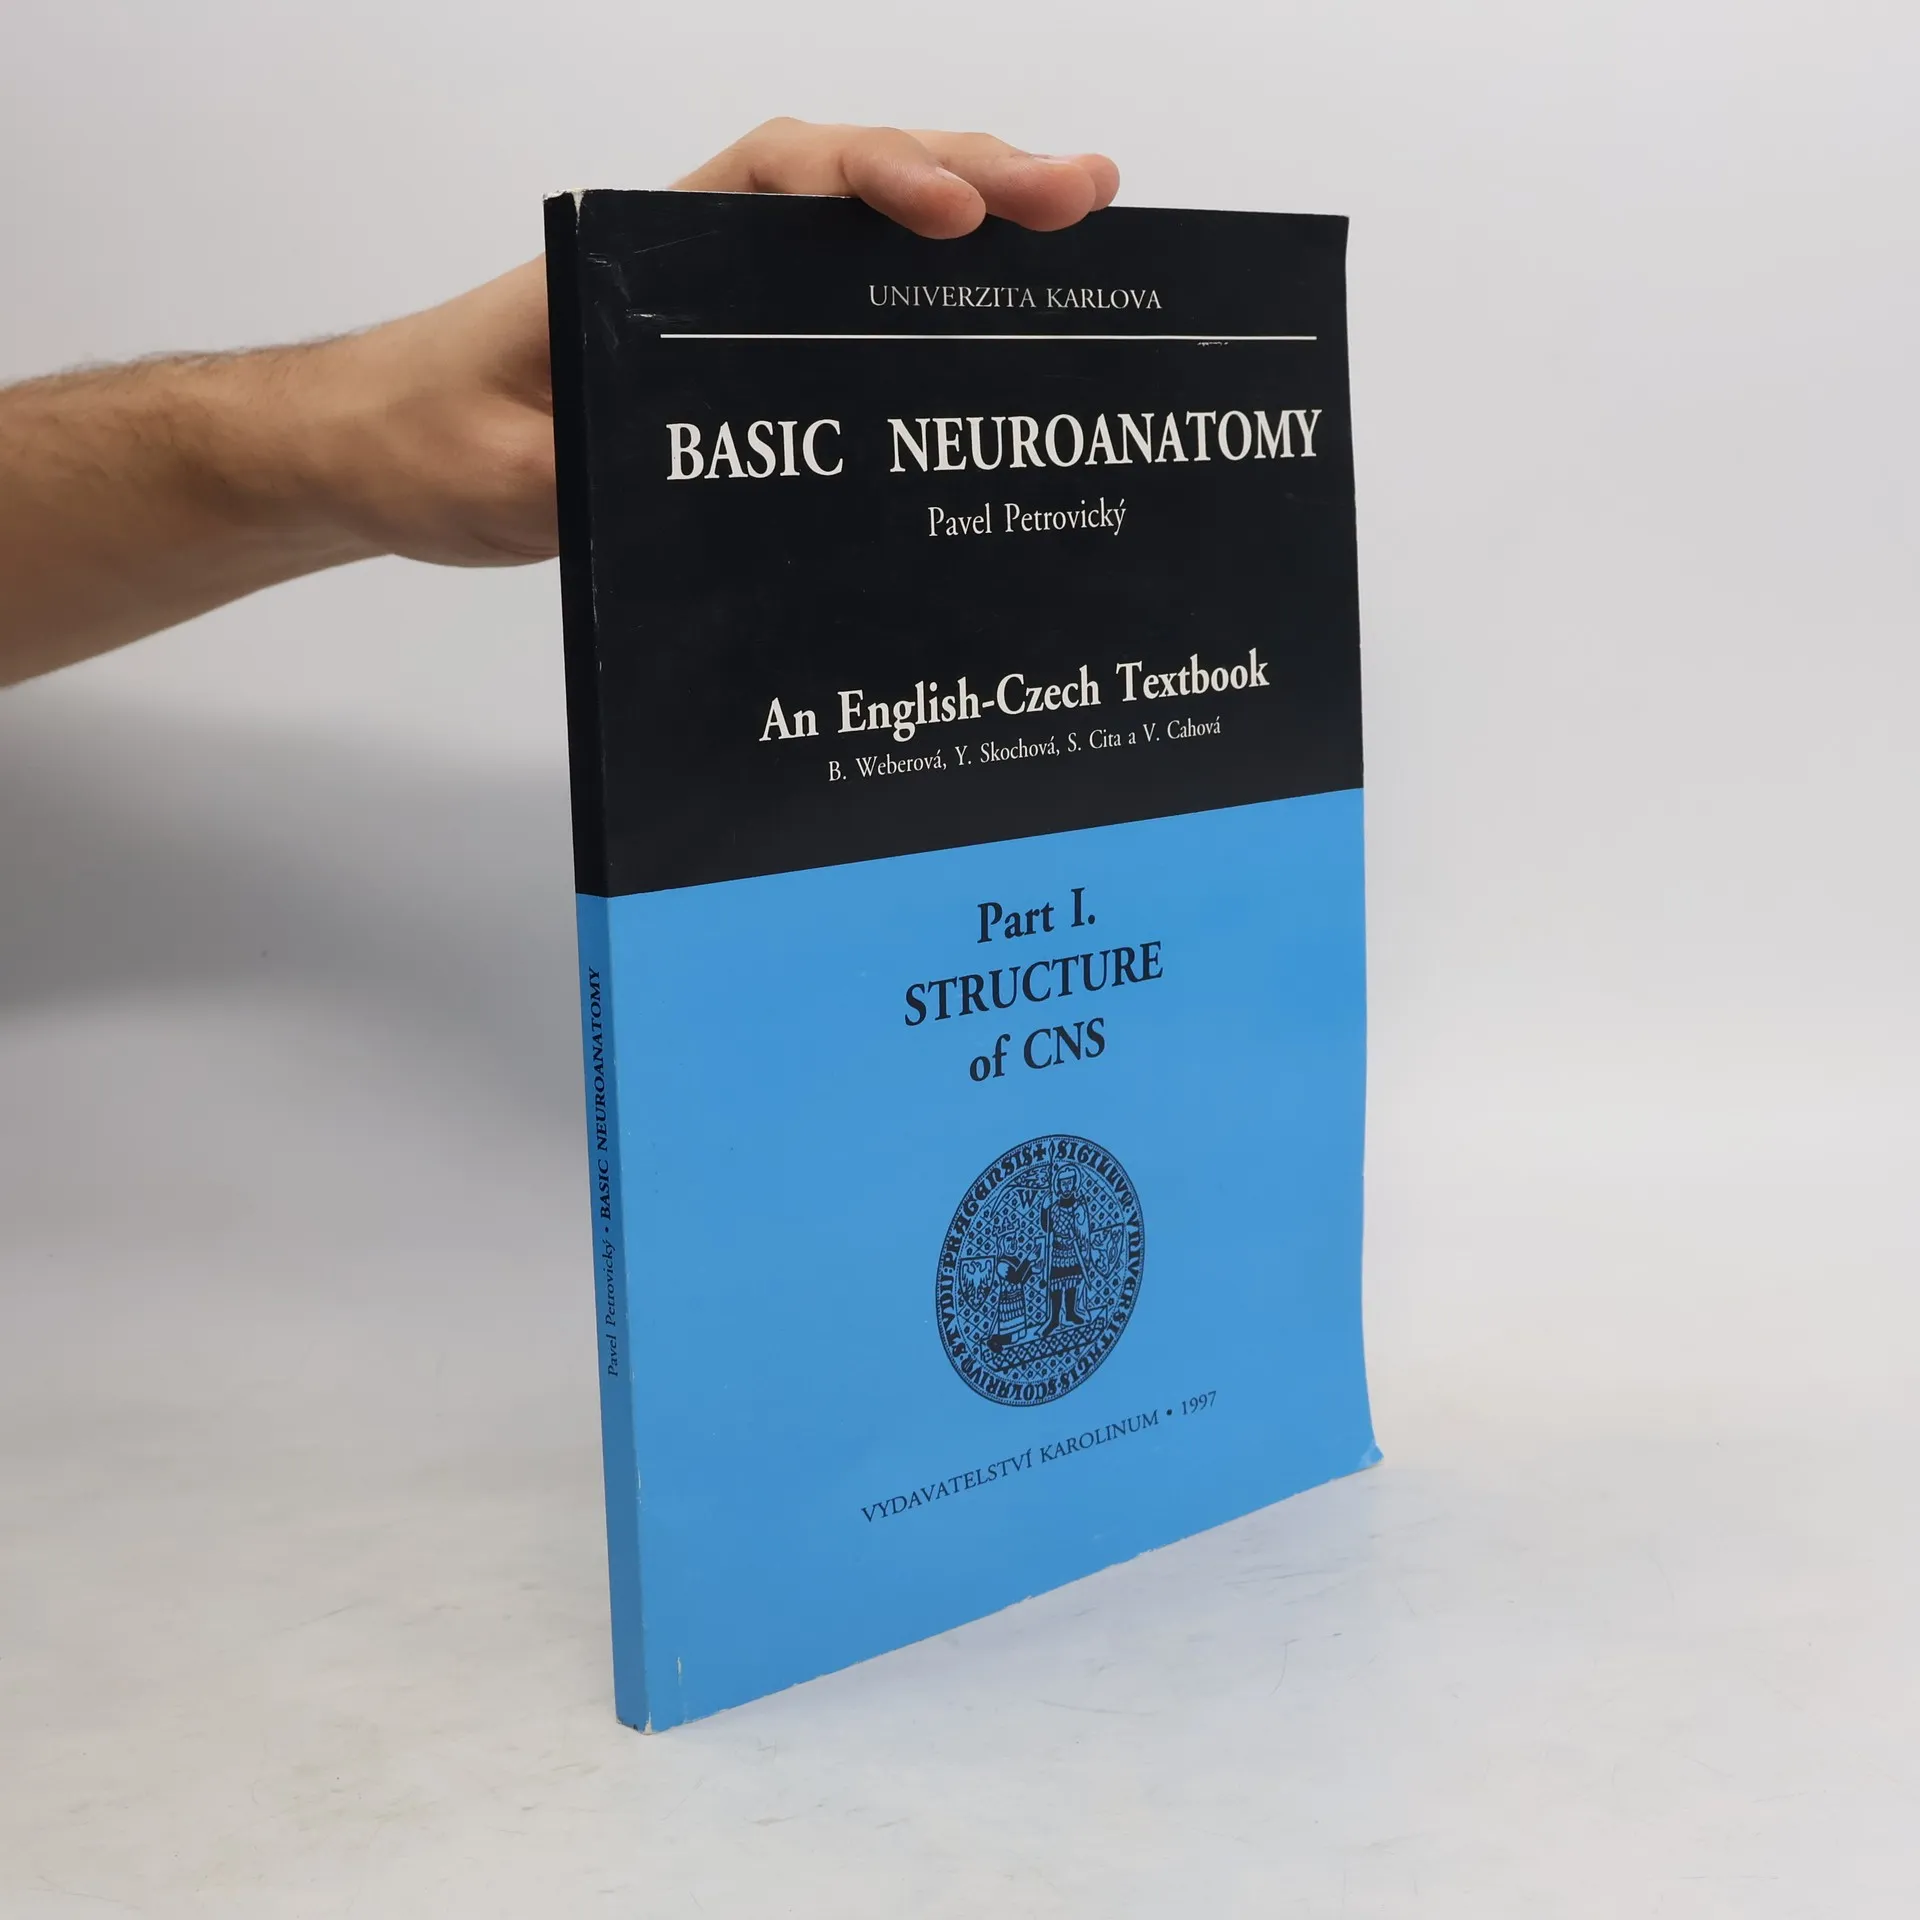 UNIVERZITA KARLOVA
BASIC NEUROANATOMY
Pavel Petrovický
An English-Czech Textbook
B. Weberová, Y. Skochová, S. Cita a V. Cahová
Part I.
STRUCTURE
of CNS
VYDAVATELSTVÍ KAROLINUM • 1997
Pavel Petrovický • BASIC NEUROANATOMY